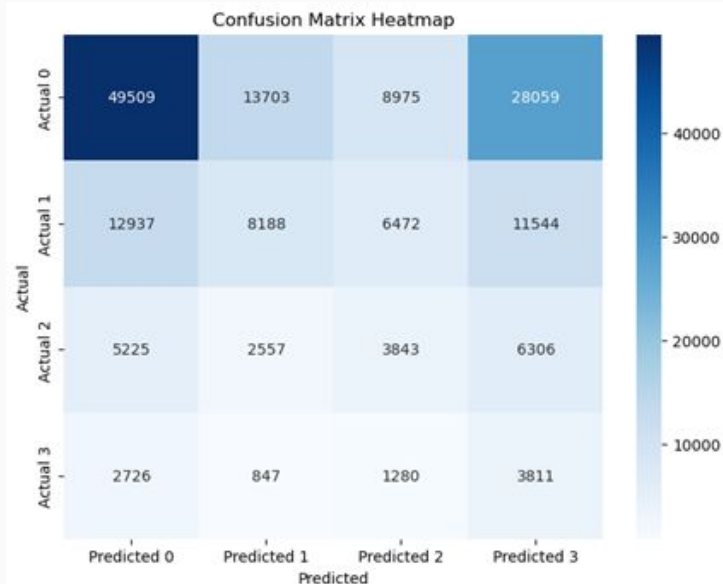 Confusion Matrix Heatmap
Actual 0
49509 13703 8975 28059
Actual 1
12937 8188 6472 11544
Actual 2
5225 2557 3843 6306
Actual 3
2726 847 1280 3811
Actual
Predicted 0 Predicted 1 Predicted 2 Predicted 3
Predicted
40000
30000
20000
10000